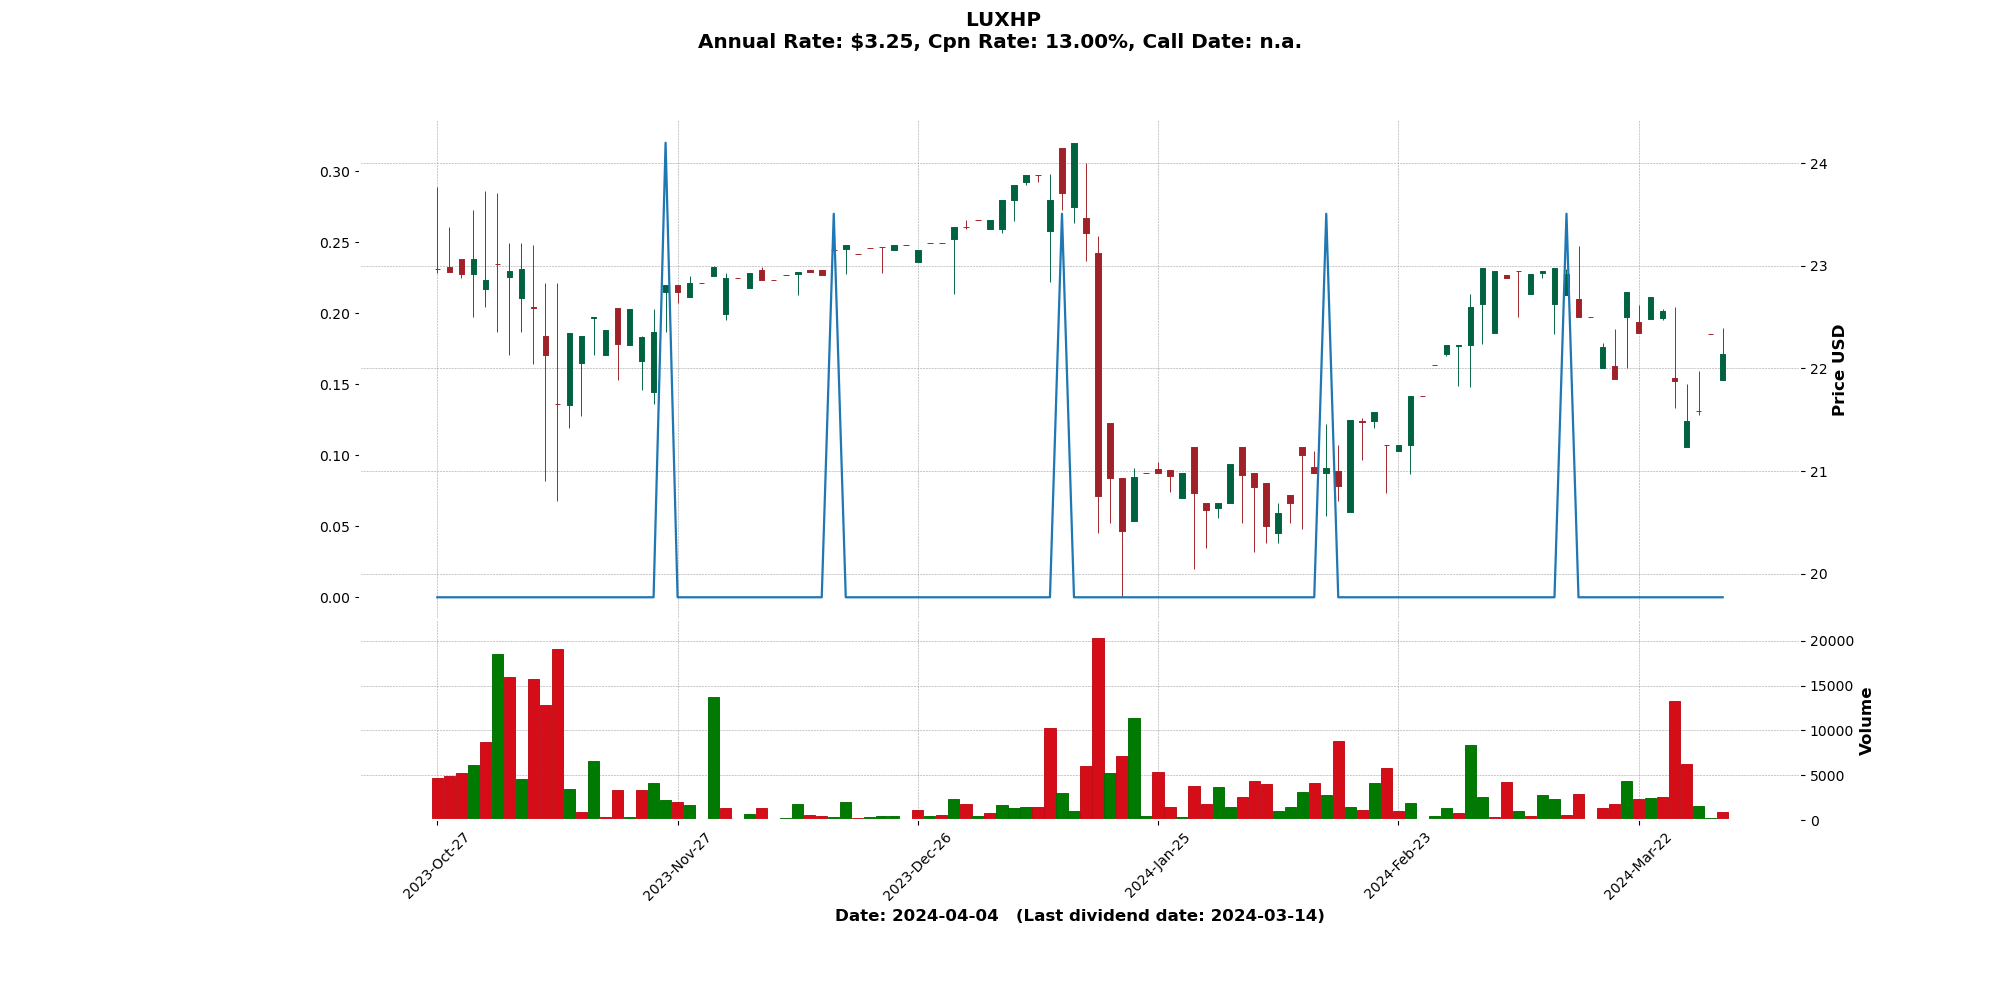 LUXHP
Annual Rate: $3.25, Cpn Rate: 13.00%, Call Date: n.a.
0.30
0.25
0.20
0.15
0.10
0.05
0.00
24
23
22
21
20
Price USD
20000
15000
10000
5000
0
Volume
2023-Oct-27
2023-Nov-27
2023-Dec-26
2024-Jan-25
2024-Feb-23
2024-Mar-22
Date: 2024-04-04 (Last dividend date: 2024-03-14)